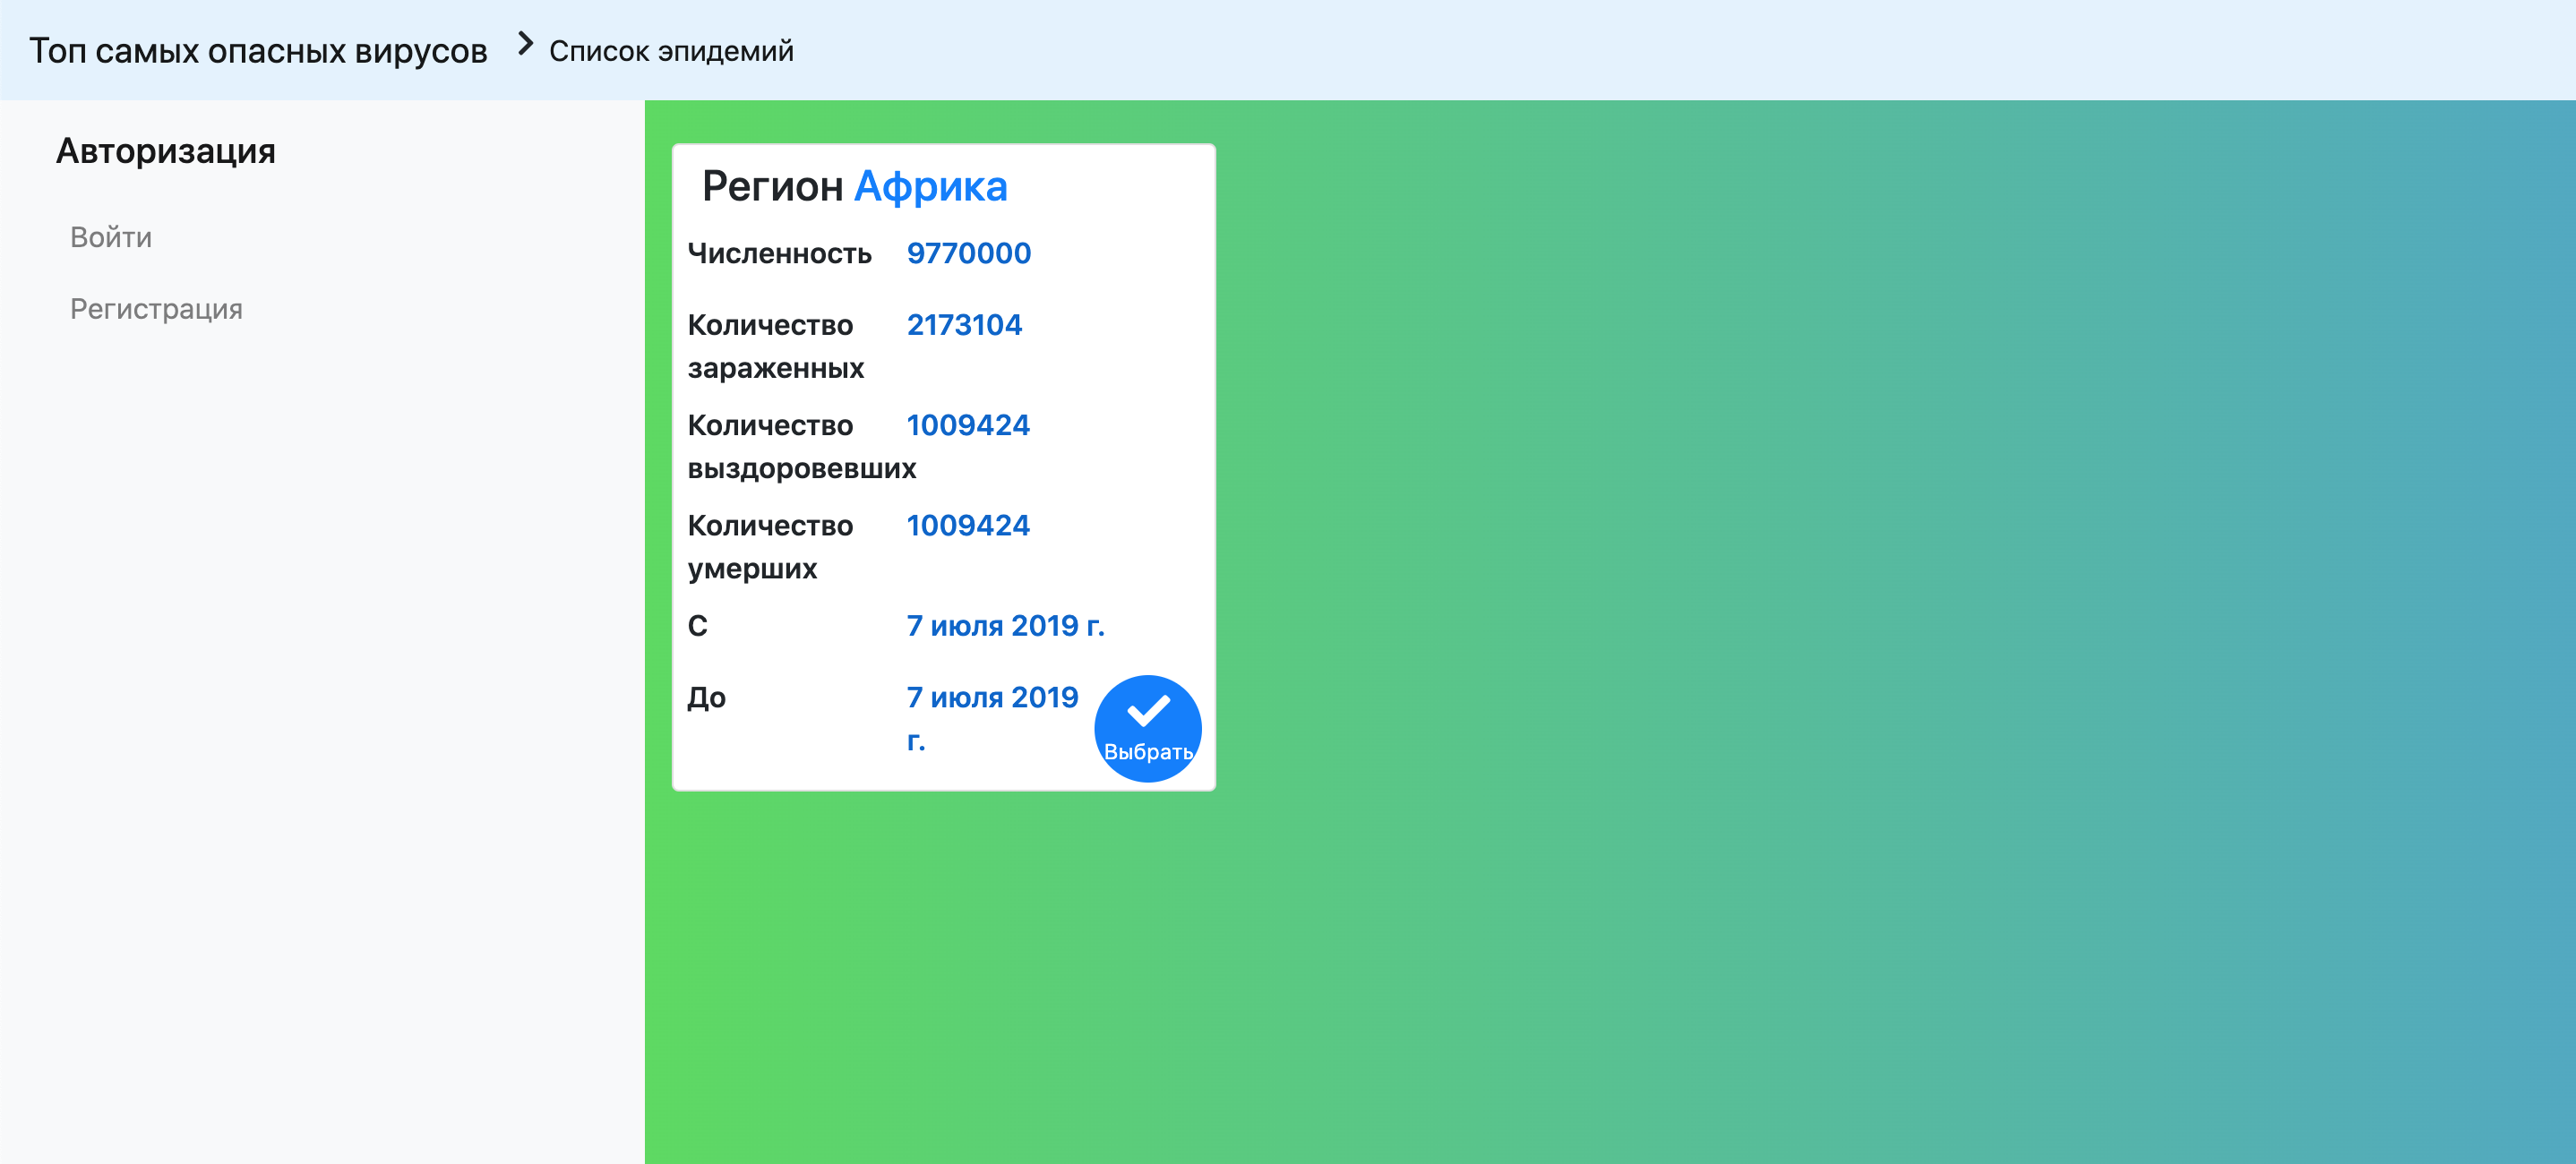 Топ самых опасных вирусов
Список эпидемий
Авторизация
Войти
Регистрация
Регион Африка
Численность 9770000
Количество 2173104
зараженных
Количество 1009424
выздоровевших
Количество 1009424
умерших
С 7 июля 2019 г.
До 7 июля 2019
г.
Выбрать